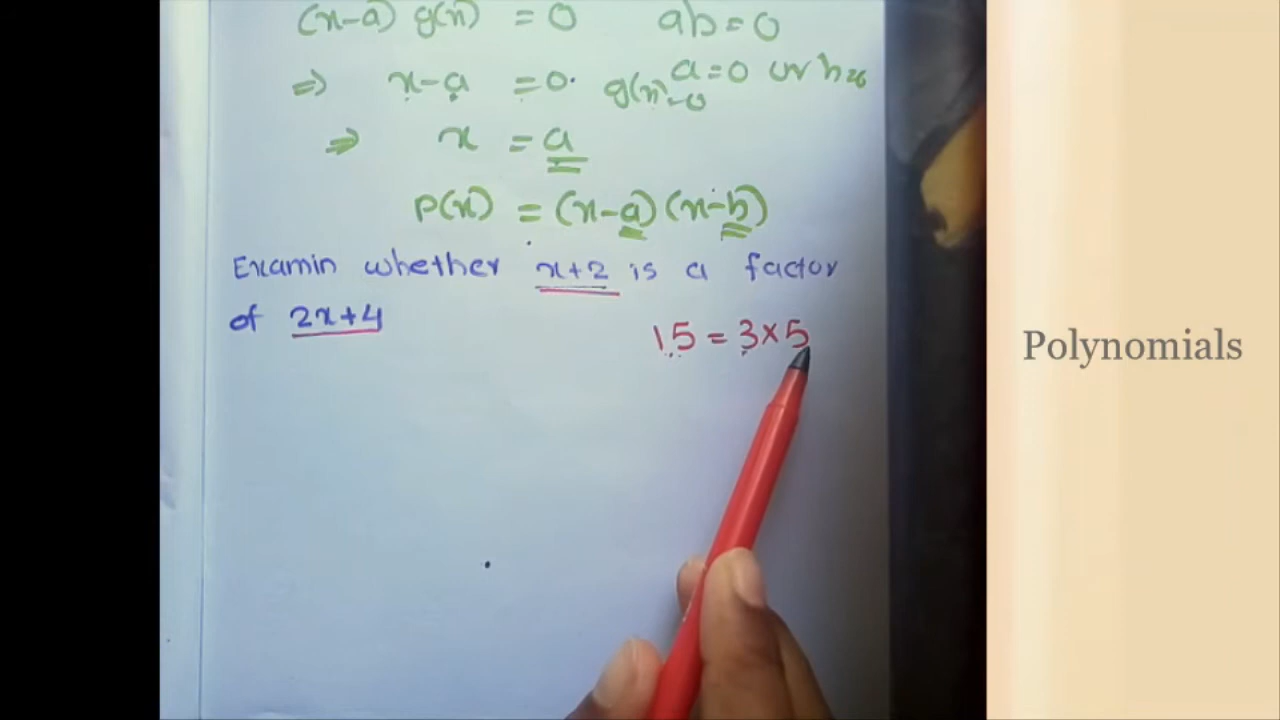 (x-a) g(x) = 0 ab = 0
⇒ x-a = 0. g(x)=0 a=0 or b=0
⇒ x = a
P(x) = (x-a)(x-b)
Examin whether x+2 is a factor
of 2x+4
15 = 3×5
Polynomials